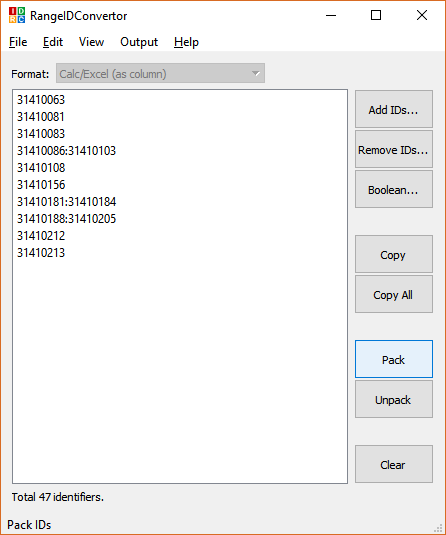 RangeIDConvertor
File Edit View Output Help
Format: Calc/Excel (as column)
31410063
31410081
31410083
31410086:31410103
31410108
31410156
31410181:31410184
31410188:31410205
31410212
31410213
Add IDs...
Remove IDs...
Boolean...
Copy
Copy All
Pack
Unpack
Clear
Total 47 identifiers.
Pack IDs